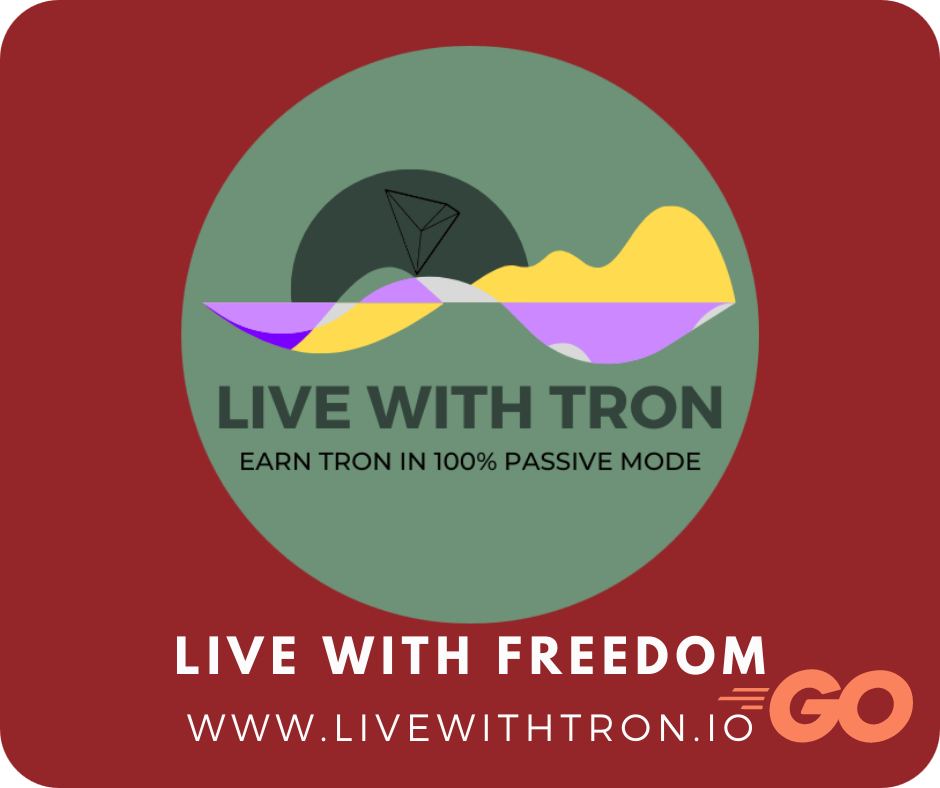 LIVE WITH TRON
EARN TRON IN 100% PASSIVE MODE
LIVE WITH FREEDOM
WWW.LIVEWITHTRON.IO
GO